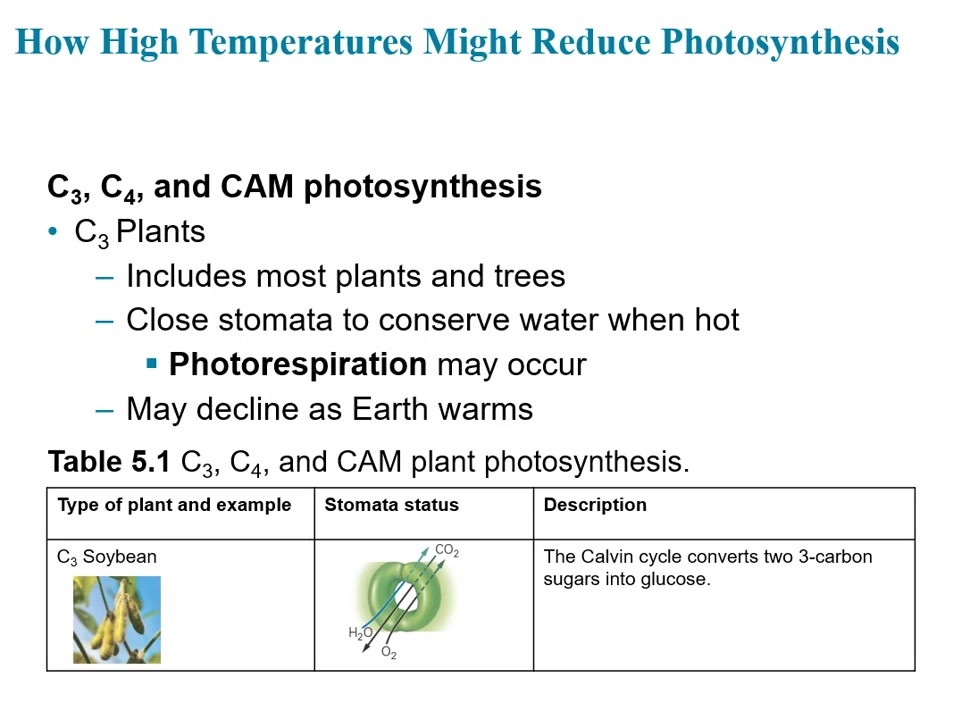 How High Temperatures Might Reduce Photosynthesis
C₃, C₄, and CAM photosynthesis
• C₃ Plants
– Includes most plants and trees
– Close stomata to conserve water when hot
▪ Photorespiration may occur
– May decline as Earth warms
Table 5.1 C₃, C₄, and CAM plant photosynthesis.
Type of plant and example
Stomata status
Description
C₃ Soybean
CO₂
H₂O
O₂
The Calvin cycle converts two 3-carbon
sugars into glucose.